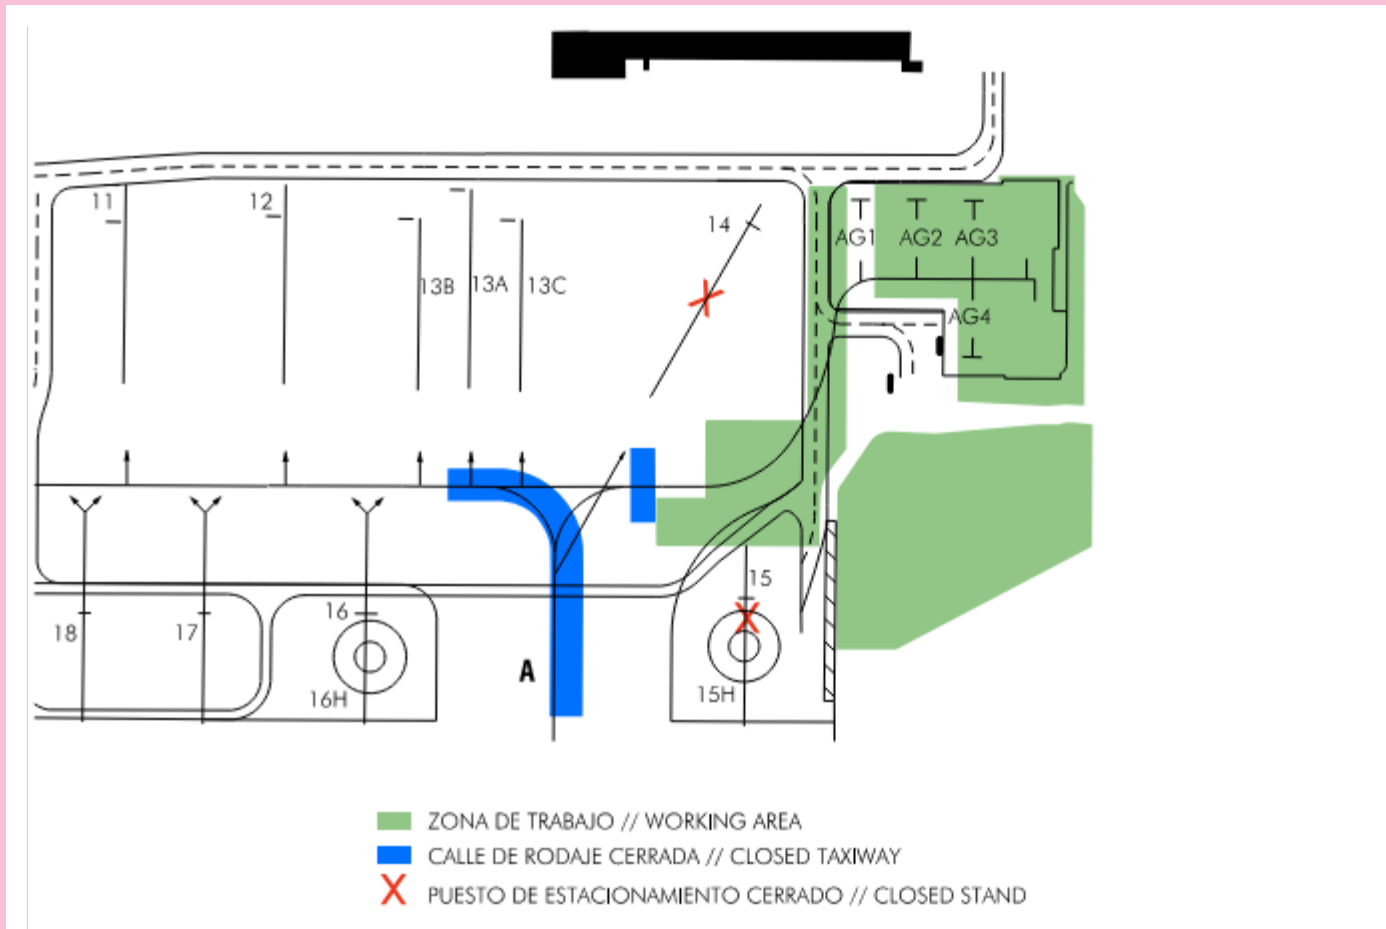 11
12
14
13B
13A
13C
AG1
AG2
AG3
AG4
15
16
18
17
A
16H
15H
ZONA DE TRABAJO // WORKING AREA
CALLE DE RODAJE CERRADA // CLOSED TAXIWAY
X PUESTO DE ESTACIONAMIENTO CERRADO // CLOSED STAND